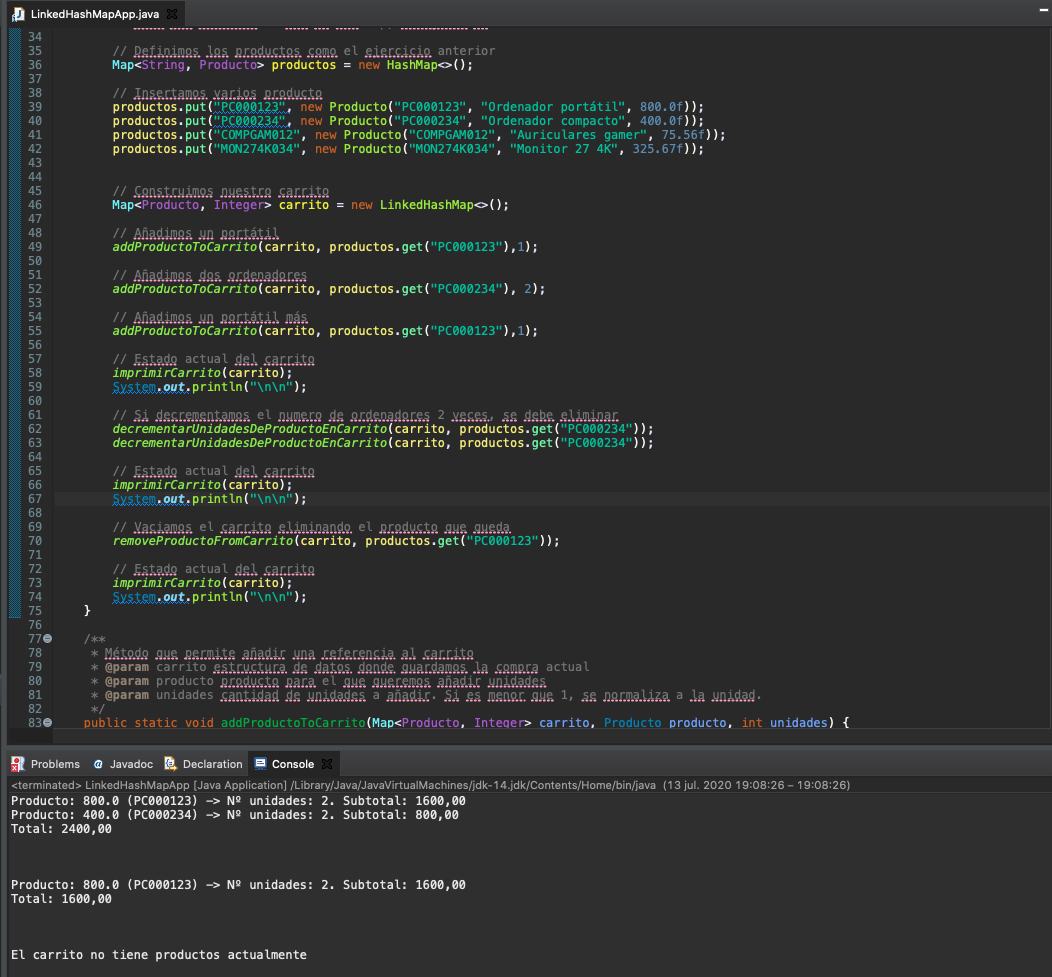 LinkedHashMapApp.java
34
35 // Definimos los productos como el ejercicio anterior
36 Map<String, Producto> productos = new HashMap<>();
37
38 // Insertamos varios producto
39 productos.put("PC000123", new Producto("PC000123", "Ordenador portátil", 800.0f));
40 productos.put("PC000234", new Producto("PC000234", "Ordenador compacto", 400.0f));
41 productos.put("COMPGAM012", new Producto("COMPGAM012", "Auriculares gamer", 75.56f));
42 productos.put("MON274K034", new Producto("MON274K034", "Monitor 27 4K", 325.67f));
43
44
45 // Construimos nuestro carrito
46 Map<Producto, Integer> carrito = new LinkedHashMap<>();
47
48 // Añadimos un portátil
49 addProductoToCarrito(carrito, productos.get("PC000123"),1);
50
51 // Añadimos dos ordenadores
52 addProductoToCarrito(carrito, productos.get("PC000234"), 2);
53
54 // Añadimos un portátil más
55 addProductoToCarrito(carrito, productos.get("PC000123"),1);
56
57 // Estado actual del carrito
58 imprimirCarrito(carrito);
59 System.out.println("\n\n");
60
61 // Si decrementamos el numero de ordenadores 2 veces, se debe eliminar
62 decrementarUnidadesDeProductoEnCarrito(carrito, productos.get("PC000234"));
63 decrementarUnidadesDeProductoEnCarrito(carrito, productos.get("PC000234"));
64
65 // Estado actual del carrito
66 imprimirCarrito(carrito);
67 System.out.println("\n\n");
68
69 // Vaciamos el carrito eliminando el producto que queda
70 removeProductoFromCarrito(carrito, productos.get("PC000123"));
71
72 // Estado actual del carrito
73 imprimirCarrito(carrito);
74 System.out.println("\n\n");
75 }
76
77 /**
78 * Método que permite añadir una referencia al carrito
79 * @param carrito estructura de datos donde guardamos la compra actual
80 * @param producto producto para el que queremos añadir unidades
81 * @param unidades cantidad de unidades a añadir. Si es menor que 1, se normaliza a la unidad.
82 */
83 public static void addProductoToCarrito(Map<Producto, Integer> carrito, Producto producto, int unidades) {
Problems Javadoc Declaration Console
<terminated> LinkedHashMapApp [Java Application] /Library/Java/JavaVirtualMachines/jdk-14.jdk/Contents/Home/bin/java (13 jul. 2020 19:08:26 – 19:08:26)
Producto: 800.0 (PC000123) -> Nº unidades: 2. Subtotal: 1600,00
Producto: 400.0 (PC000234) -> Nº unidades: 2. Subtotal: 800,00
Total: 2400,00
Producto: 800.0 (PC000123) -> Nº unidades: 2. Subtotal: 1600,00
Total: 1600,00
El carrito no tiene productos actualmente